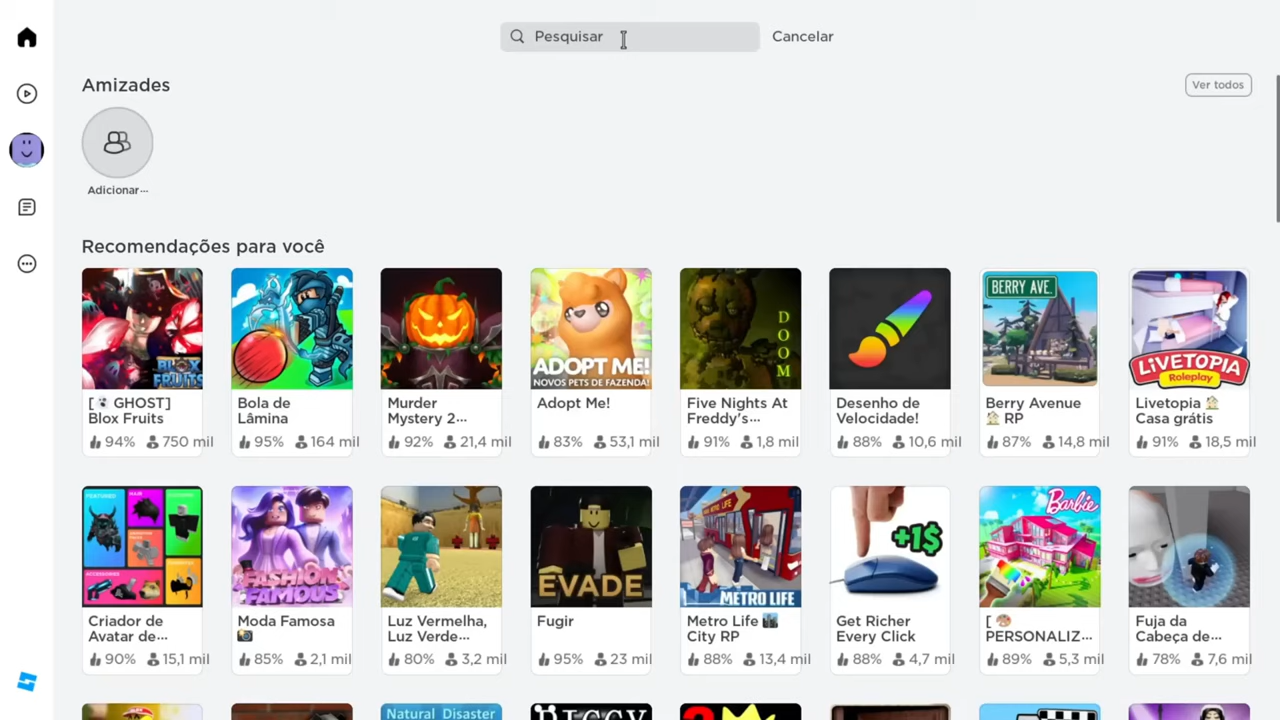 Pesquisar
Cancelar
Amizades
Ver todos
Adicionar...
Recomendações para você
BLOX
FRUITS
ADOPT ME!
NOVOS PETS DE FAZENDA!
DOOM
BERRY AVE.
LIVETOPIA
Roleplay
[👻 GHOST]
Blox Fruits
94% 750 mil
Bola de
Lâmina
95% 164 mil
Murder
Mystery 2...
92% 21,4 mil
Adopt Me!
83% 53,1 mil
Five Nights At
Freddy's...
91% 1,8 mil
Desenho de
Velocidade!
88% 10,6 mil
Berry Avenue
🏠 RP
87% 14,8 mil
Livetopia 🏠
Casa grátis
91% 18,5 mil
FEATURED
HAIR
ACCESSORIES
FASHION
FAMOUS
EVADE
METRO LIFE
+1$
Barbie
Criador de
Avatar de...
90% 15,1 mil
Moda Famosa
📸
85% 2,1 mil
Luz Vermelha,
Luz Verde...
80% 3,2 mil
Fugir
95% 23 mil
Metro Life 🏙️
City RP
88% 13,4 mil
Get Richer
Every Click
88% 4,7 mil
[ 🎨
PERSONALIZ...
89% 5,3 mil
Fuja da
Cabeça de...
78% 7,6 mil
Natural Disaster
PIGGY